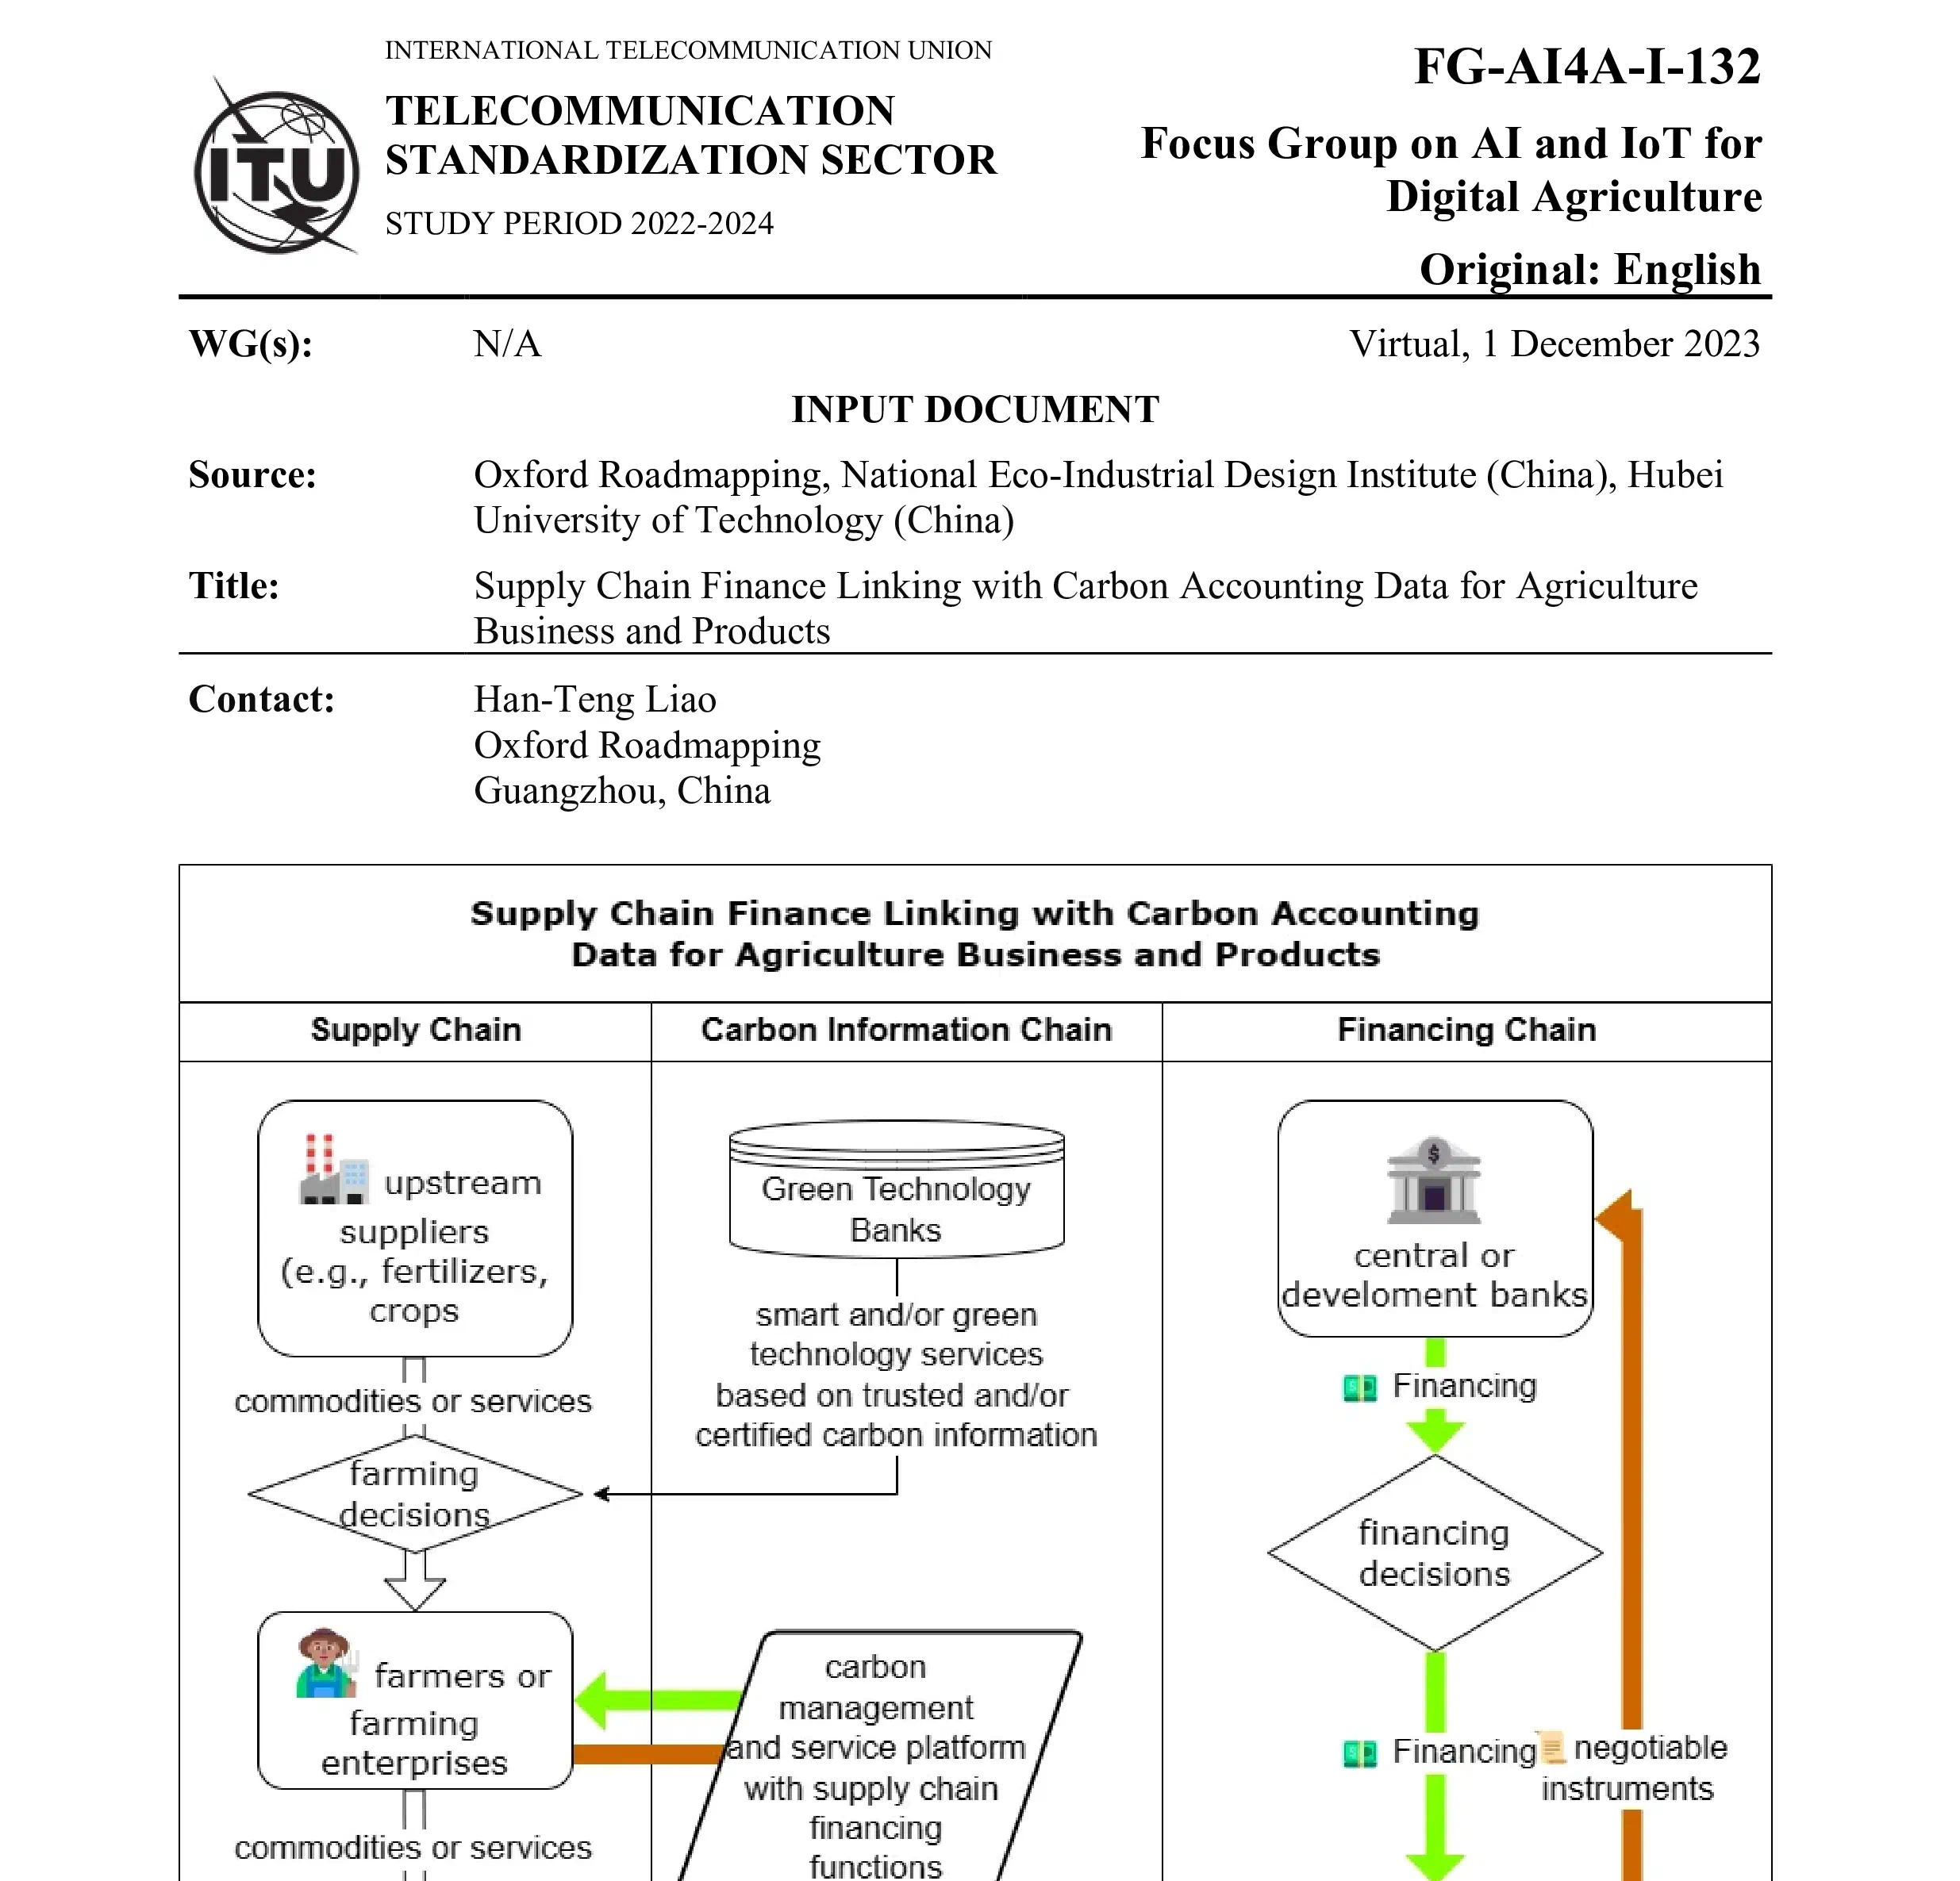 INTERNATIONAL TELECOMMUNICATION UNION
TELECOMMUNICATION
STANDARDIZATION SECTOR
STUDY PERIOD 2022-2024
ITU
FG-AI4A-I-132
Focus Group on AI and IoT for
Digital Agriculture
Original: English
WG(s): N/A Virtual, 1 December 2023
INPUT DOCUMENT
Source: Oxford Roadmapping, National Eco-Industrial Design Institute (China), Hubei
University of Technology (China)
Title: Supply Chain Finance Linking with Carbon Accounting Data for Agriculture
Business and Products
Contact: Han-Teng Liao
Oxford Roadmapping
Guangzhou, China
Supply Chain Finance Linking with Carbon Accounting
Data for Agriculture Business and Products
Supply Chain
upstream
suppliers
(e.g., fertilizers,
crops
commodities or services
farming
decisions
farmers or
farming
enterprises
commodities or services
Carbon Information Chain
Green Technology
Banks
smart and/or green
technology services
based on trusted and/or
certified carbon information
carbon
management
and service platform
with supply chain
financing
functions
Financing Chain
$
central or
develoment banks
$ Financing
financing
decisions
$ Financing
negotiable
instruments